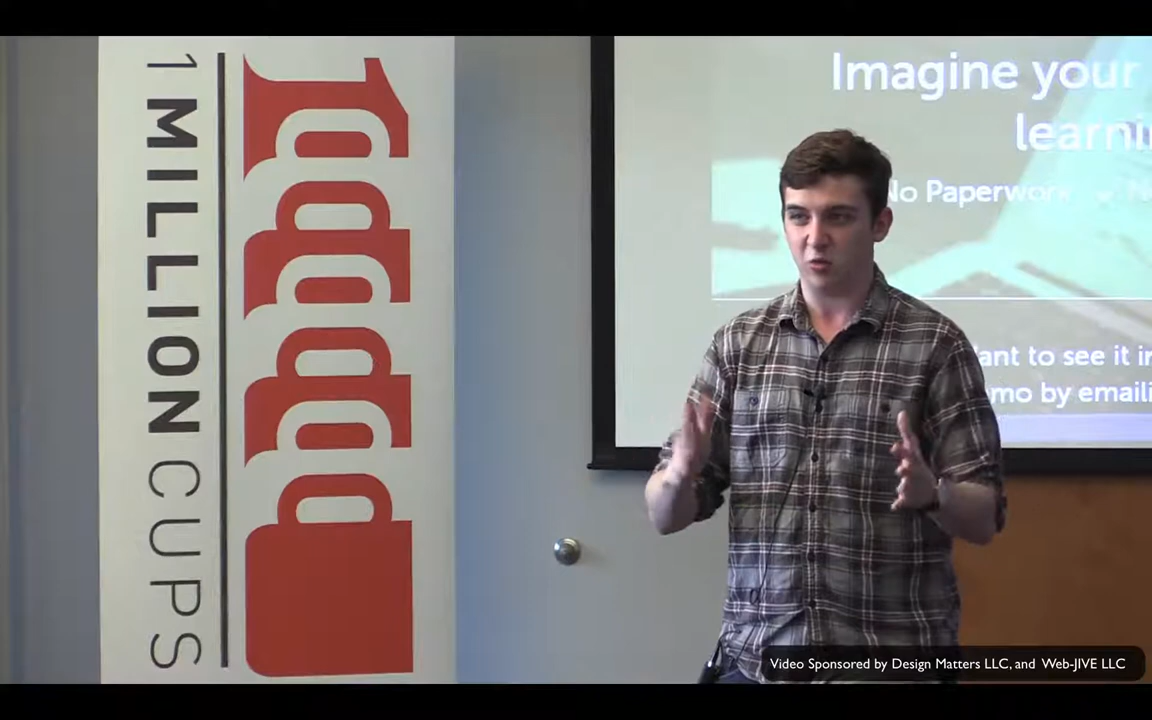 1 MILLION CUPS
Imagine your
learni
No Paperwork
ant to see it i
mo by emaili
Video Sponsored by Design Matters LLC, and Web-JIVE LLC